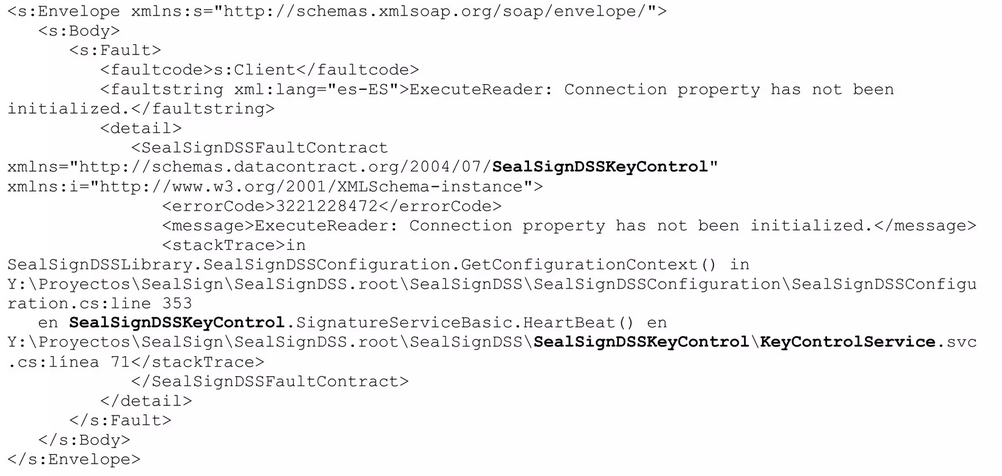 <s:Envelope xmlns:s="http://schemas.xmlsoap.org/soap/envelope/">
<s:Body>
<s:Fault>
<faultcode>s:Client</faultcode>
<faultstring xml:lang="es-ES">ExecuteReader: Connection property has not been
initialized.</faultstring>
<detail>
<SealSignDSSFaultContract
xmlns="http://schemas.datacontract.org/2004/07/SealSignDSSKeyControl"
xmlns:i="http://www.w3.org/2001/XMLSchema-instance">
<errorCode>3221228472</errorCode>
<message>ExecuteReader: Connection property has not been initialized.</message>
<stackTrace>in
SealSignDSSLibrary.SealSignDSSConfiguration.GetConfigurationContext() in
Y:\Proyectos\SealSign\SealSignDSS.root\SealSignDSS\SealSignDSSConfiguration\SealSignDSSConfigu
ration.cs:line 353
en SealSignDSSKeyControl.SignatureServiceBasic.HeartBeat() en
Y:\Proyectos\SealSign\SealSignDSS.root\SealSignDSS\SealSignDSSKeyControl\KeyControlService.svc
.cs:línea 71</stackTrace>
</SealSignDSSFaultContract>
</detail>
</s:Fault>
</s:Body>
</s:Envelope>